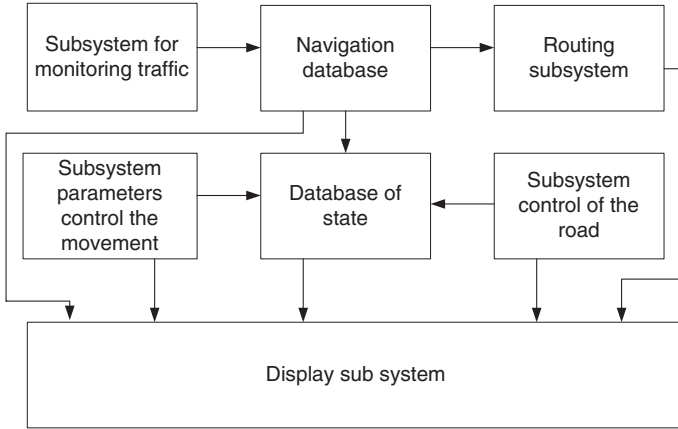 Subsystem for
monitoring traffic
Navigation
database
Routing
subsystem
Subsystem
parameters
control the
movement
Database of
state
Subsystem
control of the
road
Display sub system